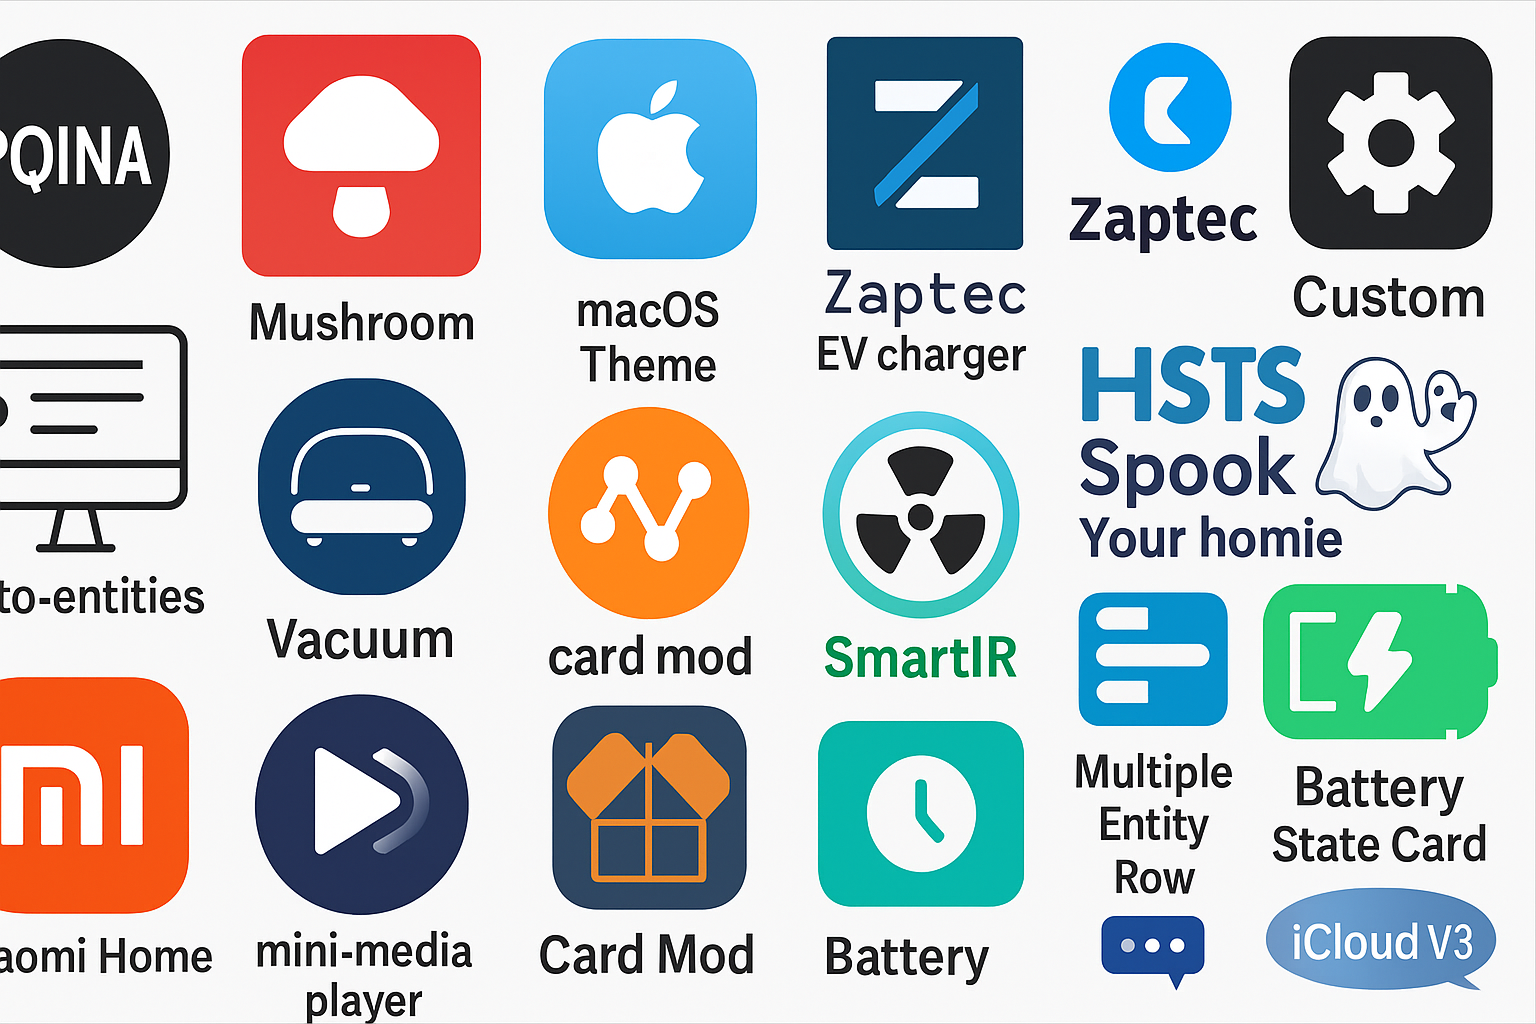 PQINA
Mushroom
macOS
Theme
Zaptec
EV charger
Zaptec
Custom
to-entities
Vacuum
card mod
SmartIR
HSTS
Spook
Your homie
mi
aomi Home
mini-media
player
Card Mod
Battery
Multiple
Entity
Row
Battery
State Card
iCloud V3